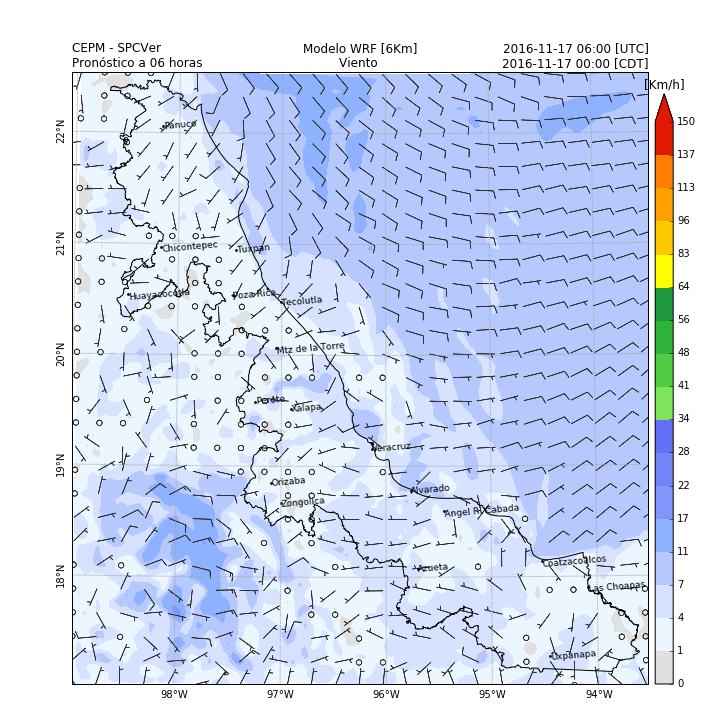 CEPM - SPCVer
Pronóstico a 06 horas
Modelo WRF [6Km]
Viento
2016-11-17 06:00 [UTC]
2016-11-17 00:00 [CDT]
[Km/h]
150
137
113
96
83
64
56
48
41
34
28
22
17
11
7
4
1
0
22°N
21°N
20°N
19°N
18°N
Panuco
Chicontepec
Tuxpan
Huayacocotla
Poza Rica
Tecolutla
Mtz de la Torre
Perote
Xalapa
Veracruz
Orizaba
Alvarado
Zongolica
Angel R. Cabada
Coatzacoalcos
Azueta
Las Choapas
Uxpanapa
98°W
97°W
96°W
95°W
94°W